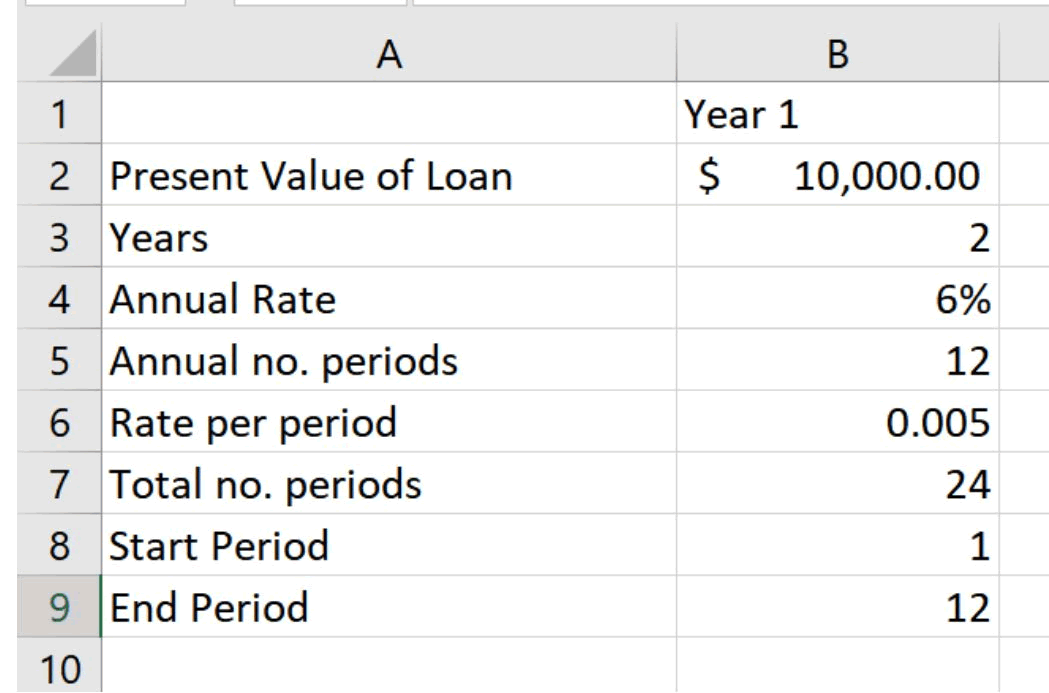 A B
1 Year 1
2 Present Value of Loan $ 10,000.00
3 Years 2
4 Annual Rate 6%
5 Annual no. periods 12
6 Rate per period 0.005
7 Total no. periods 24
8 Start Period 1
9 End Period 12
10